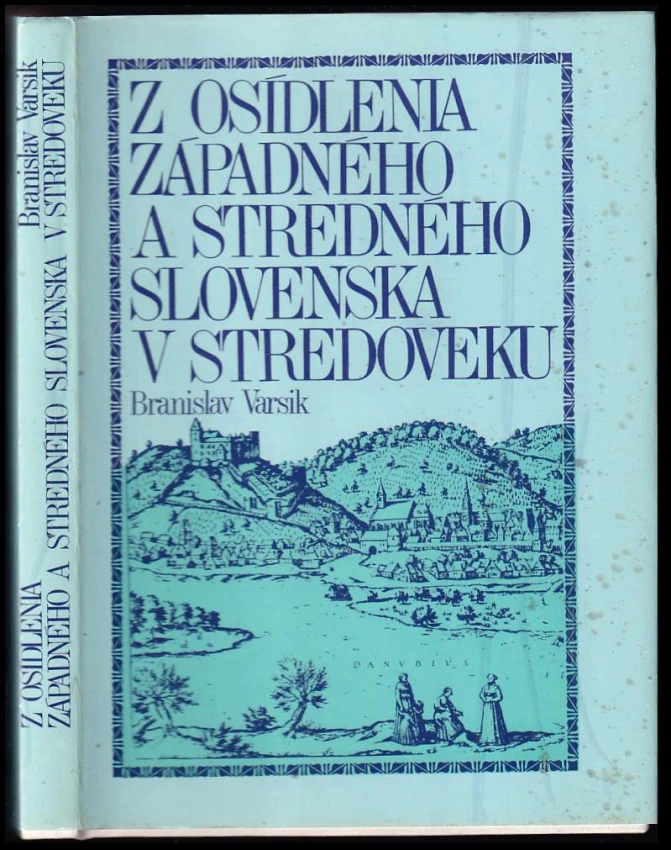 Branislav Varsik
Z OSÍDLENIA
ZÁPADNÉHO A STREDNÉHO SLOVENSKA V STREDOVEKU
Z OSÍDLENIA
ZÁPADNÉHO
A STREDNÉHO
SLOVENSKA
V STREDOVEKU
Branislav Varsik
DANVBIVS